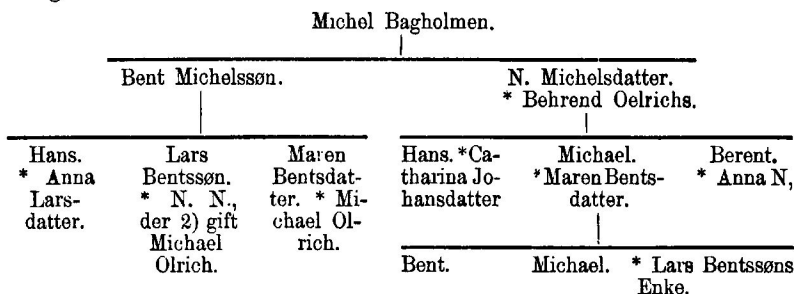 Michel Bagholmen.
Bent Michelssøn.
N. Michelsdatter.
* Behrend Oelrichs.
Hans.
* Anna
Lars-
datter.
Lars
Bentssøn.
* N. N.,
der 2) gift
Michael
Olrich.
Maren
Bentsdat-
ter. * Mi-
chael Ol-
rich.
Hans. *Ca-
tharina Jo-
hansdatter
Michael.
*Maren Bents-
datter.
Berent.
* Anna N,
Bent.
Michael.
* Lars Bentssøns
Enke.